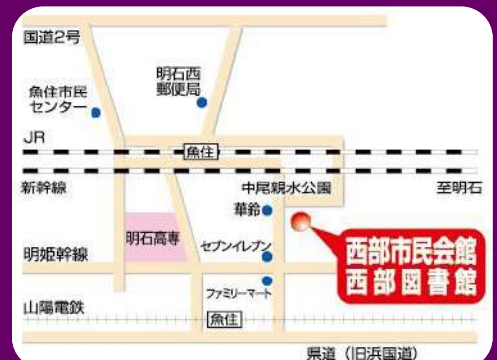 国道2号
明石西
郵便局
魚住市民
センター
JR
魚住
新幹線
中尾親水公園
至明石
華鈴
明石高専
セブンイレブン
西部市民会館
西部図書館
明姫幹線
ファミリーマート
山陽電鉄
魚住
県道（旧浜国道）